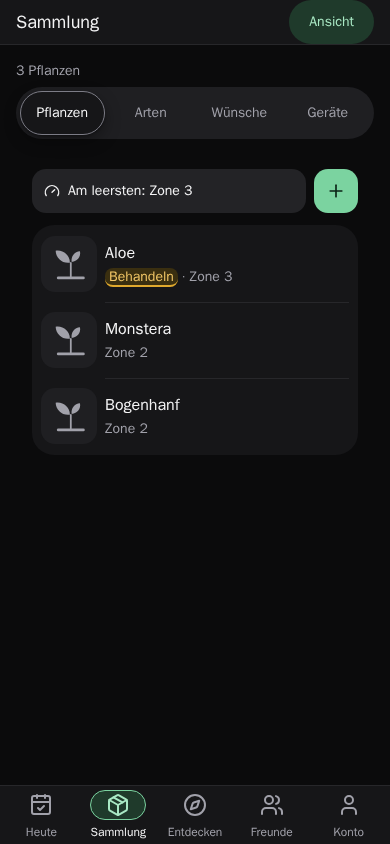 Sammlung
Ansicht
3 Pflanzen
Pflanzen
Arten
Wünsche
Geräte
Am leersten: Zone 3
Aloe
Behandeln · Zone 3
Monstera
Zone 2
Bogenhanf
Zone 2
Heute
Sammlung
Entdecken
Freunde
Konto